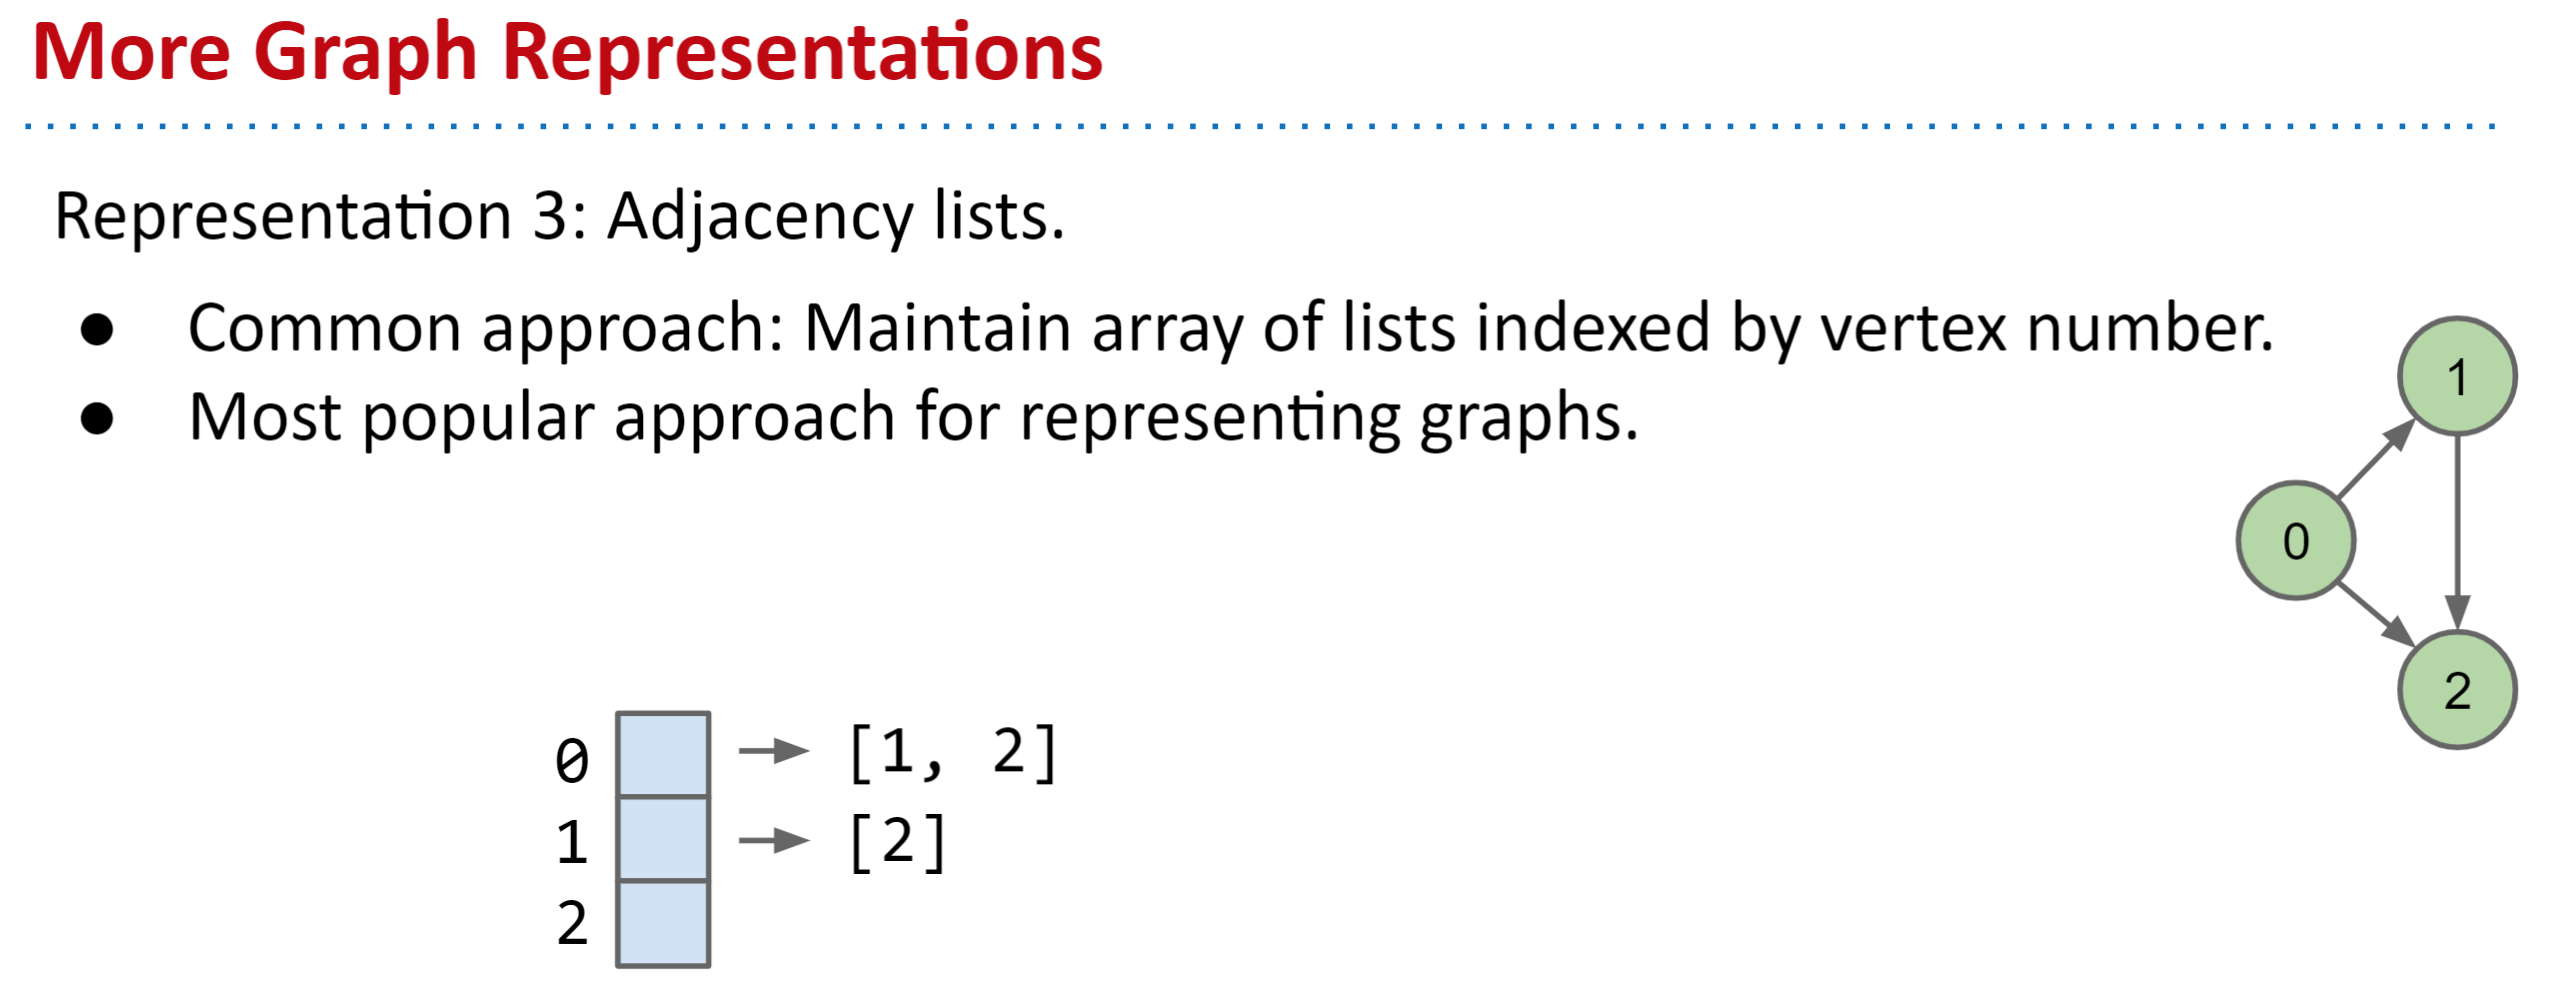 More Graph Representations
Representation 3: Adjacency lists.
● Common approach: Maintain array of lists indexed by vertex number.
● Most popular approach for representing graphs.
1
0
2
0 [1, 2]
1 [2]
2